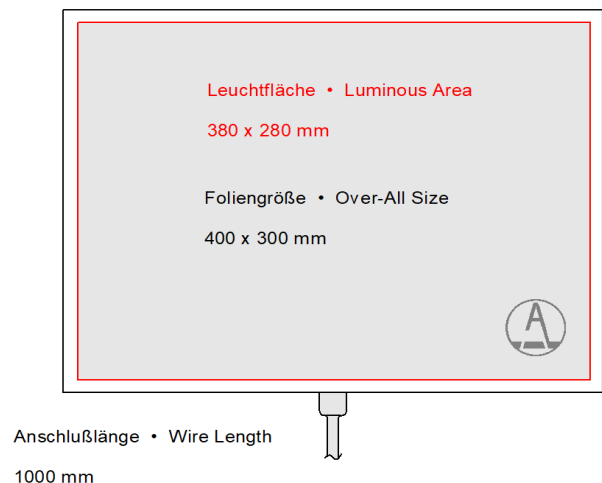 Leuchtfläche • Luminous Area
380 x 280 mm
Foliengröße • Over-All Size
400 x 300 mm
A
Anschlußlänge • Wire Length
1000 mm